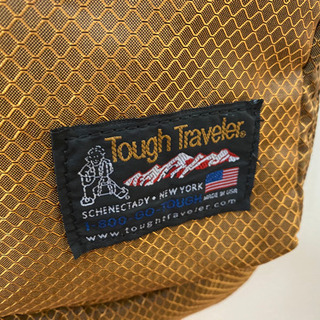 Tough Traveler®
SCHENECTADY • NEW YORK
MADE IN USA
1-800-GO-TOUGH
www.toughtraveler.com